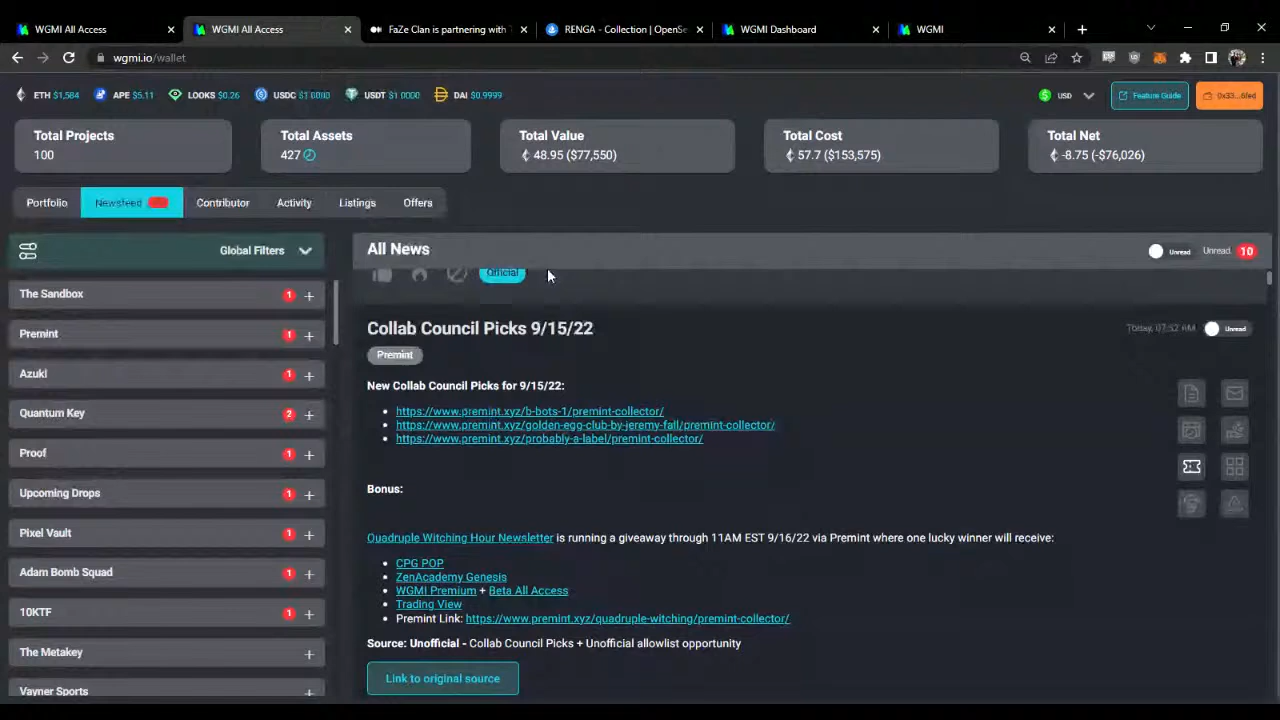 WGMI All Access
WGMI All Access
FaZe Clan is partnering with
RENGA - Collection | OpenSe
WGMI Dashboard
WGMI
wgmi.io/wallet
ETH $1,584 APE $5.11 LOOKS $0.26 USDC $1.0000 USDT $1.0000 DAI $0.9999
USD
Feature Guide
0x33...6fed
Total Projects
100
Total Assets
427
Total Value
48.95 ($77,550)
Total Cost
57.7 ($153,575)
Total Net
-8.75 (-$76,026)
Portfolio Newsfeed Contributor Activity Listings Offers
Global Filters
All News
Unread
Unread 10
The Sandbox 1 +
Premint 1 +
Azuki 1 +
Quantum Key 2 +
Proof 1 +
Upcoming Drops 1 +
Pixel Vault 1 +
Adam Bomb Squad 1 +
10KTF 1 +
The Metakey +
Vayner Sports
Official
Collab Council Picks 9/15/22
Today, 07:52 AM
Unread
Premint
New Collab Council Picks for 9/15/22:
https://www.premint.xyz/b-bots-1/premint-collector/
https://www.premint.xyz/golden-egg-club-by-jeremy-fall/premint-collector/
https://www.premint.xyz/probably-a-label/premint-collector/
Bonus:
Quadruple Witching Hour Newsletter is running a giveaway through 11AM EST 9/16/22 via Premint where one lucky winner will receive:
CPG POP
ZenAcademy Genesis
WGMI Premium + Beta All Access
Trading View
Premint Link: https://www.premint.xyz/quadruple-witching/premint-collector/
Source: Unofficial - Collab Council Picks + Unofficial allowlist opportunity
Link to original source